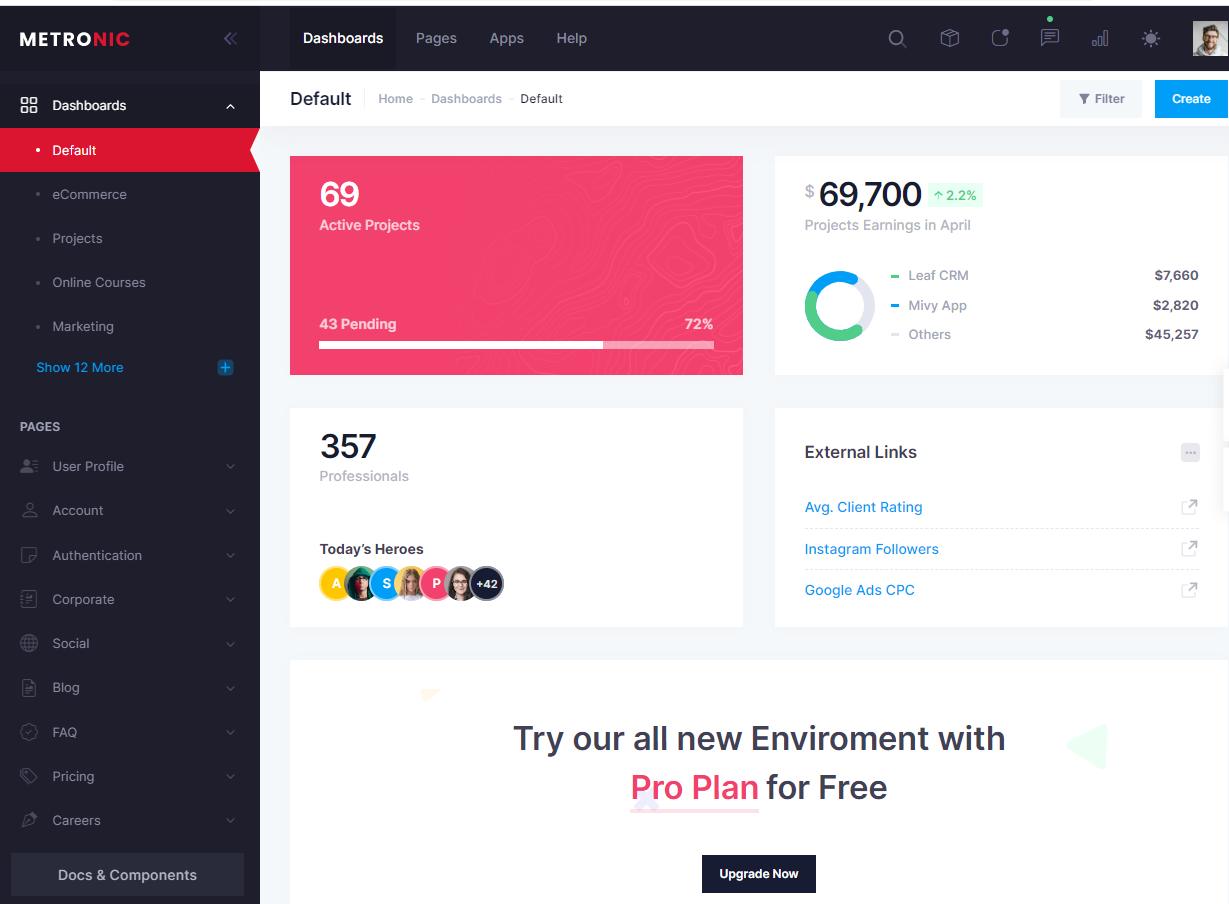 METRONIC
Dashboards
Pages
Apps
Help
Dashboards
Default
eCommerce
Projects
Online Courses
Marketing
Show 12 More
PAGES
User Profile
Account
Authentication
Corporate
Social
Blog
FAQ
Pricing
Careers
Docs & Components
Default
Home - Dashboards - Default
Filter
Create
69
Active Projects
43 Pending 72%
$ 69,700 ↑ 2.2%
Projects Earnings in April
Leaf CRM $7,660
Mivy App $2,820
Others $45,257
357
Professionals
Today’s Heroes
A S P +42
External Links
Avg. Client Rating
Instagram Followers
Google Ads CPC
Try our all new Enviroment with
Pro Plan for Free
Upgrade Now